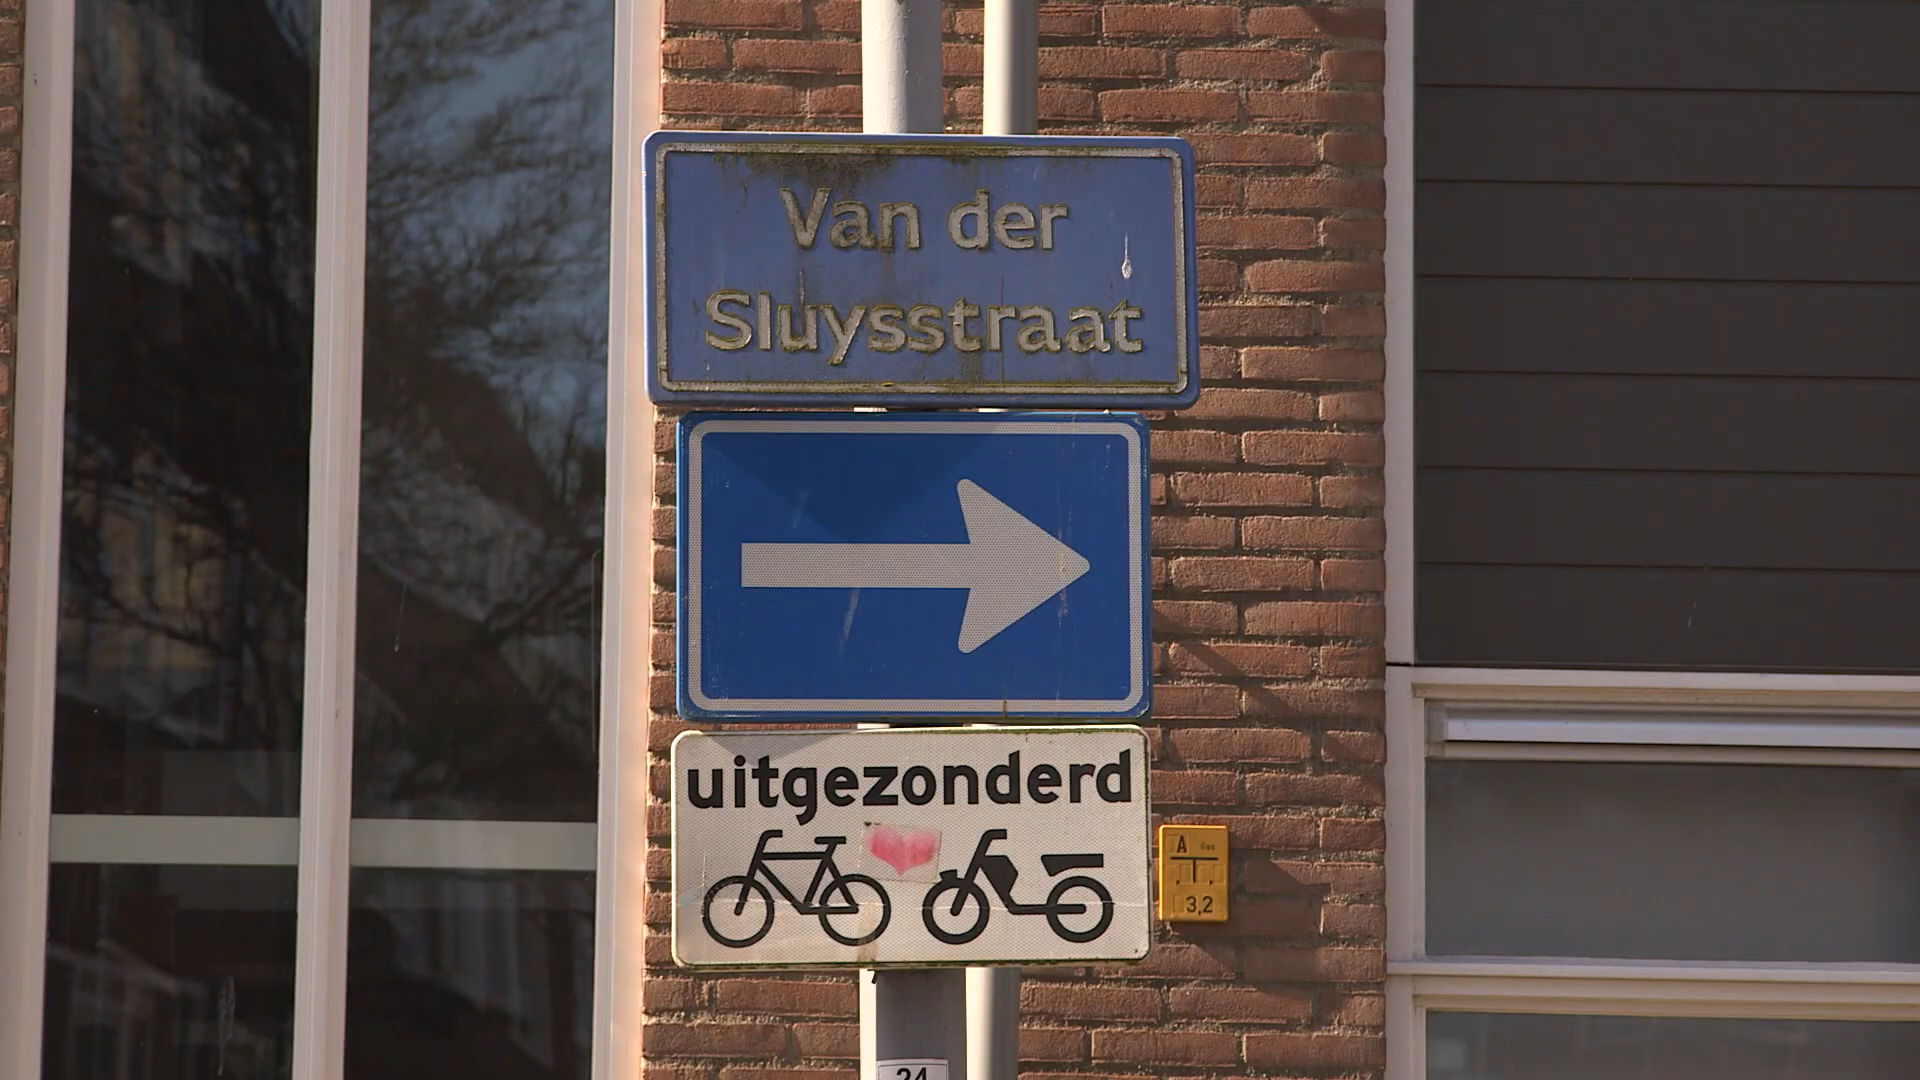 Van der
Sluysstraat
uitgezonderd
A
3,2
24